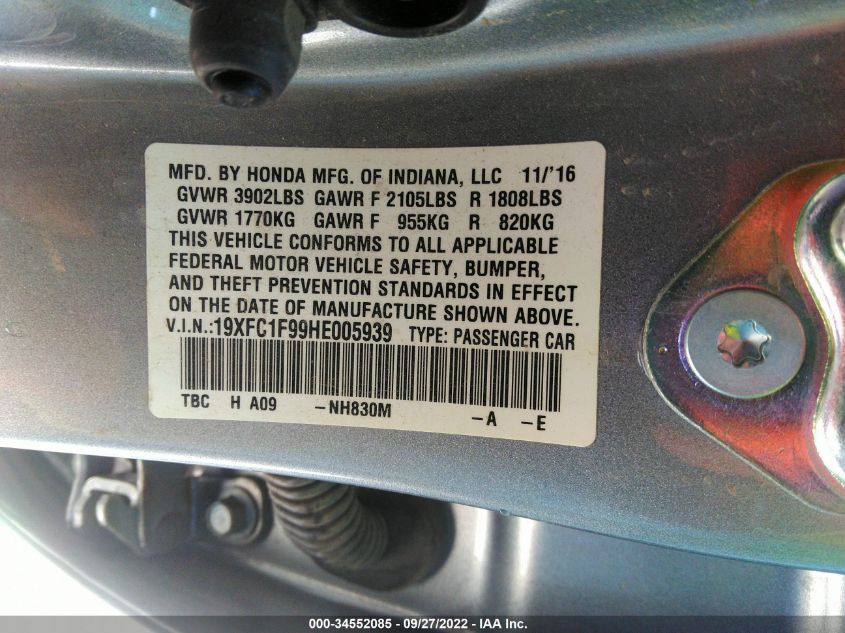 MFD. BY HONDA MFG. OF INDIANA, LLC 11/'16
GVWR 3902LBS GAWR F 2105LBS R 1808LBS
GVWR 1770KG GAWR F 955KG R 820KG
THIS VEHICLE CONFORMS TO ALL APPLICABLE
FEDERAL MOTOR VEHICLE SAFETY, BUMPER,
AND THEFT PREVENTION STANDARDS IN EFFECT
ON THE DATE OF MANUFACTURE SHOWN ABOVE.
V.I.N.:19XFC1F99HE005939 TYPE: PASSENGER CAR
TBC H A09 -NH830M -A -E
000-34552085 - 09/27/2022 - IAA Inc.